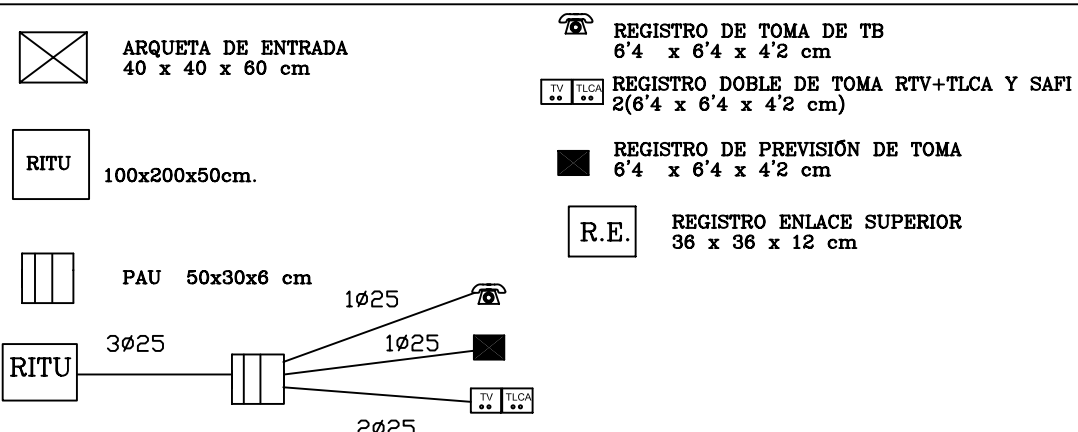 ARQUETA DE ENTRADA
40 x 40 x 60 cm
RITU
100x200x50cm.
PAU 50x30x6 cm
REGISTRO DE TOMA DE TB
6'4 x 6'4 x 4'2 cm
TV TLCA
REGISTRO DOBLE DE TOMA RTV+TLCA Y SAFI
2(6'4 x 6'4 x 4'2 cm)
REGISTRO DE PREVISIÓN DE TOMA
6'4 x 6'4 x 4'2 cm
R.E.
REGISTRO ENLACE SUPERIOR
36 x 36 x 12 cm
RITU
3Ø25
1Ø25
1Ø25
2Ø25
TV TLCA